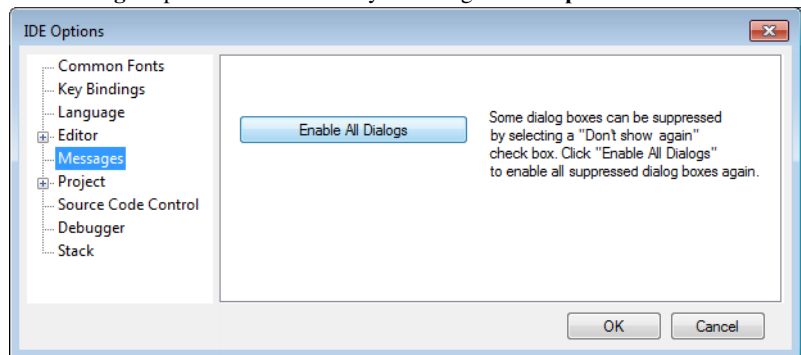 IDE Options
Common Fonts
Key Bindings
Language
Editor
Messages
Project
Source Code Control
Debugger
Stack
Enable All Dialogs
Some dialog boxes can be suppressed
by selecting a "Don't show again"
check box. Click "Enable All Dialogs"
to enable all suppressed dialog boxes again.
OK
Cancel